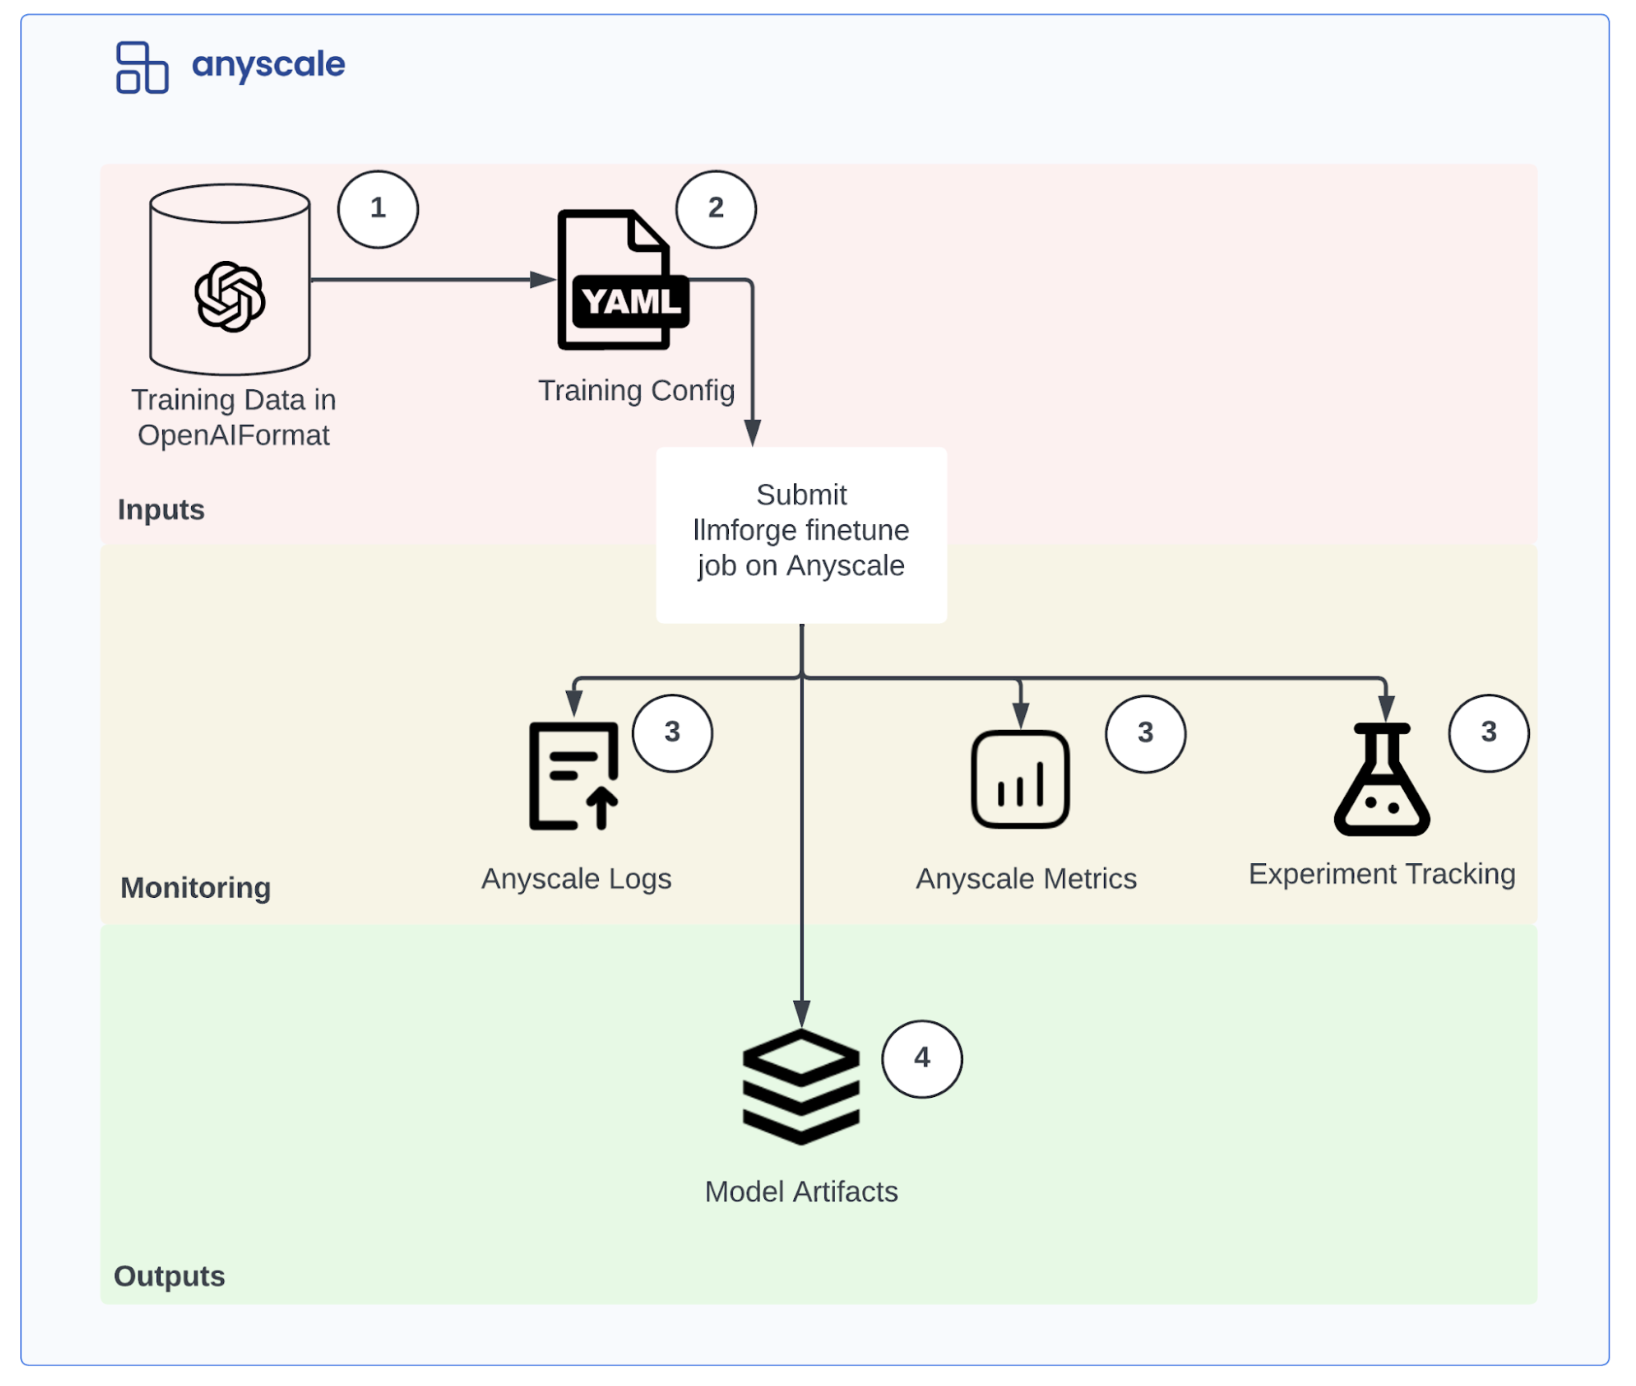 anyscale
1
2
YAML
Training Data in
OpenAIFormat
Training Config
Inputs
Submit
llmforge finetune
job on Anyscale
3
3
3
Anyscale Logs
Anyscale Metrics
Experiment Tracking
Monitoring
4
Model Artifacts
Outputs